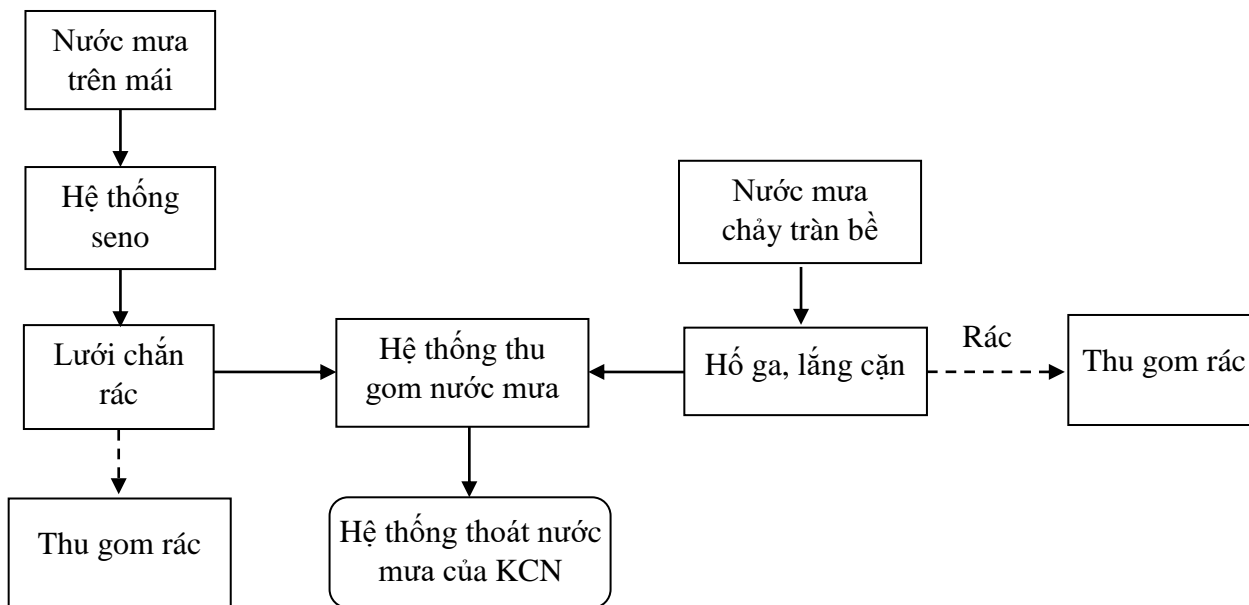 Nước mưa
trên mái
Hệ thống
seno
Lưới chắn
rác
Thu gom rác
Hệ thống thu
gom nước mưa
Hệ thống thoát nước
mưa của KCN
Nước mưa
chảy tràn bề
Hố ga, lắng cặn
Rác
Thu gom rác